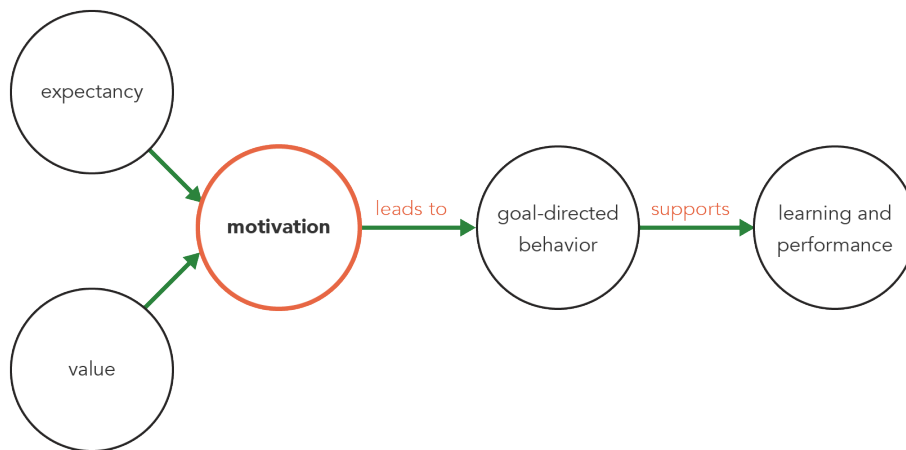 expectancy
motivation
leads to
goal-directed
behavior
supports
learning and
performance
value